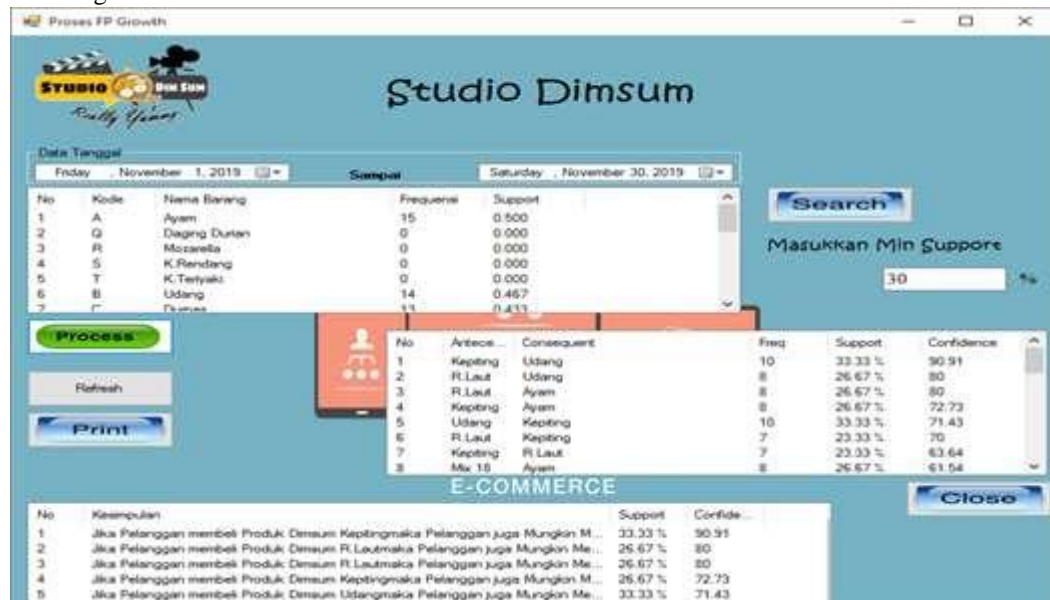 Proses FP Growth
STUDIO DIM SUM
Really Yummy
Studio Dimsum
Data Tanggal
Friday , November 1, 2019
Sampai
Saturday , November 30, 2019
No Kode Nama Barang Frequensi Support
1 A Ayam 15 0.500
2 Q Daging Durian 0 0.000
3 R Mozarella 0 0.000
4 S K.Rendang 0 0.000
5 T K.Teriyaki 0 0.000
6 B Udang 14 0.467
7 C 13 0.433
Search
Masukkan Min Support
30 %
Process
Refresh
Print
No Antece... Consequent Freq Support Confidence
1 Kepiting Udang 10 33.33 % 90.91
2 R.Laut Udang 8 26.67 % 80
3 R.Laut Ayam 8 26.67 % 80
4 Kepiting Ayam 8 26.67 % 72.73
5 Udang Kepiting 10 33.33 % 71.43
6 R.Laut Kepiting 7 23.33 % 70
7 Kepiting R.Laut 7 23.33 % 63.64
8 Mix 18 Ayam 8 26.67 % 61.54
E-COMMERCE
Close
No Kesimpulan Support Confide...
1 Jika Pelanggan membeli Produk Dimsum Kepitingmaka Pelanggan juga Mungkin M... 33.33 % 90.91
2 Jika Pelanggan membeli Produk Dimsum R.Lautmaka Pelanggan juga Mungkin Me... 26.67 % 80
3 Jika Pelanggan membeli Produk Dimsum R.Lautmaka Pelanggan juga Mungkin Me... 26.67 % 80
4 Jika Pelanggan membeli Produk Dimsum Kepitingmaka Pelanggan juga Mungkin M... 26.67 % 72.73
5 Jika Pelanggan membeli Produk Dimsum Udangmaka Pelanggan juga Mungkin Me... 33.33 % 71.43